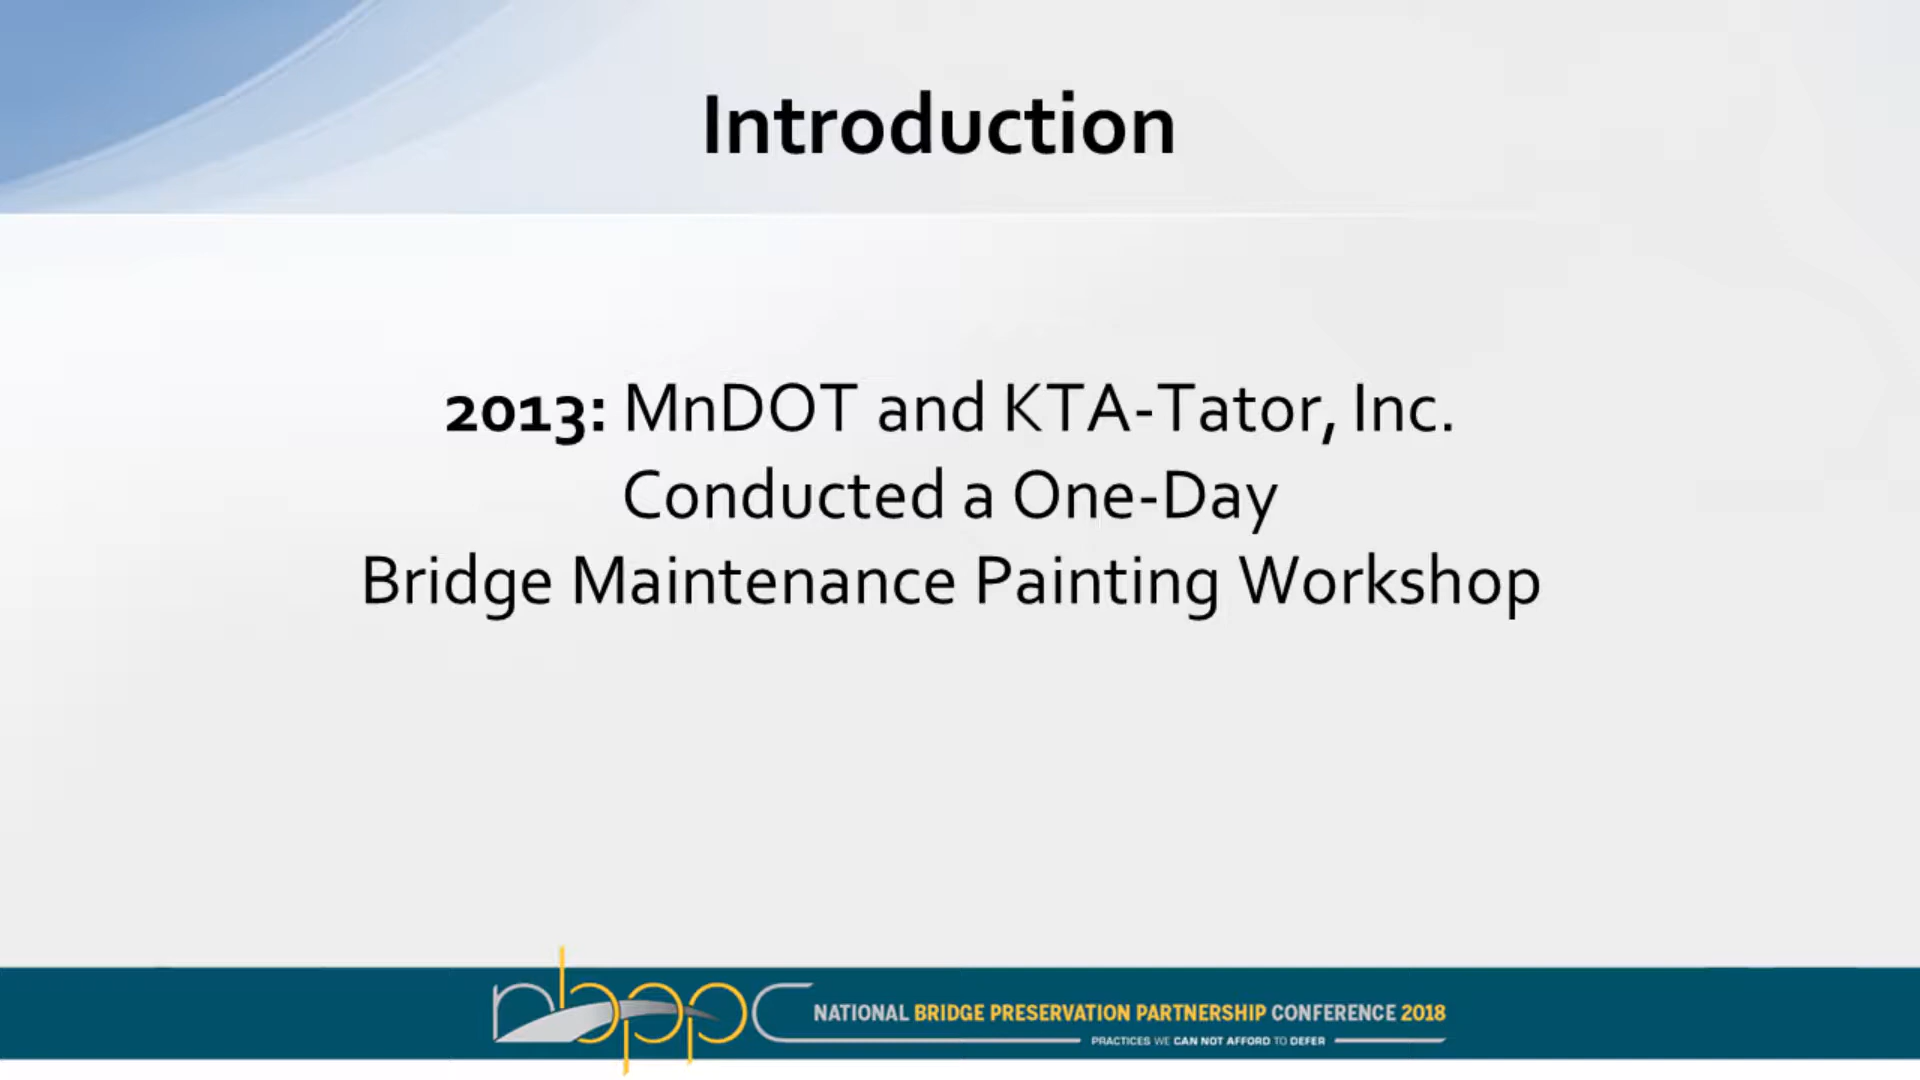 Introduction
2013: MnDOT and KTA-Tator, Inc.
Conducted a One-Day
Bridge Maintenance Painting Workshop
nbppc
NATIONAL BRIDGE PRESERVATION PARTNERSHIP CONFERENCE 2018
PRACTICES WE CAN NOT AFFORD TO DEFER